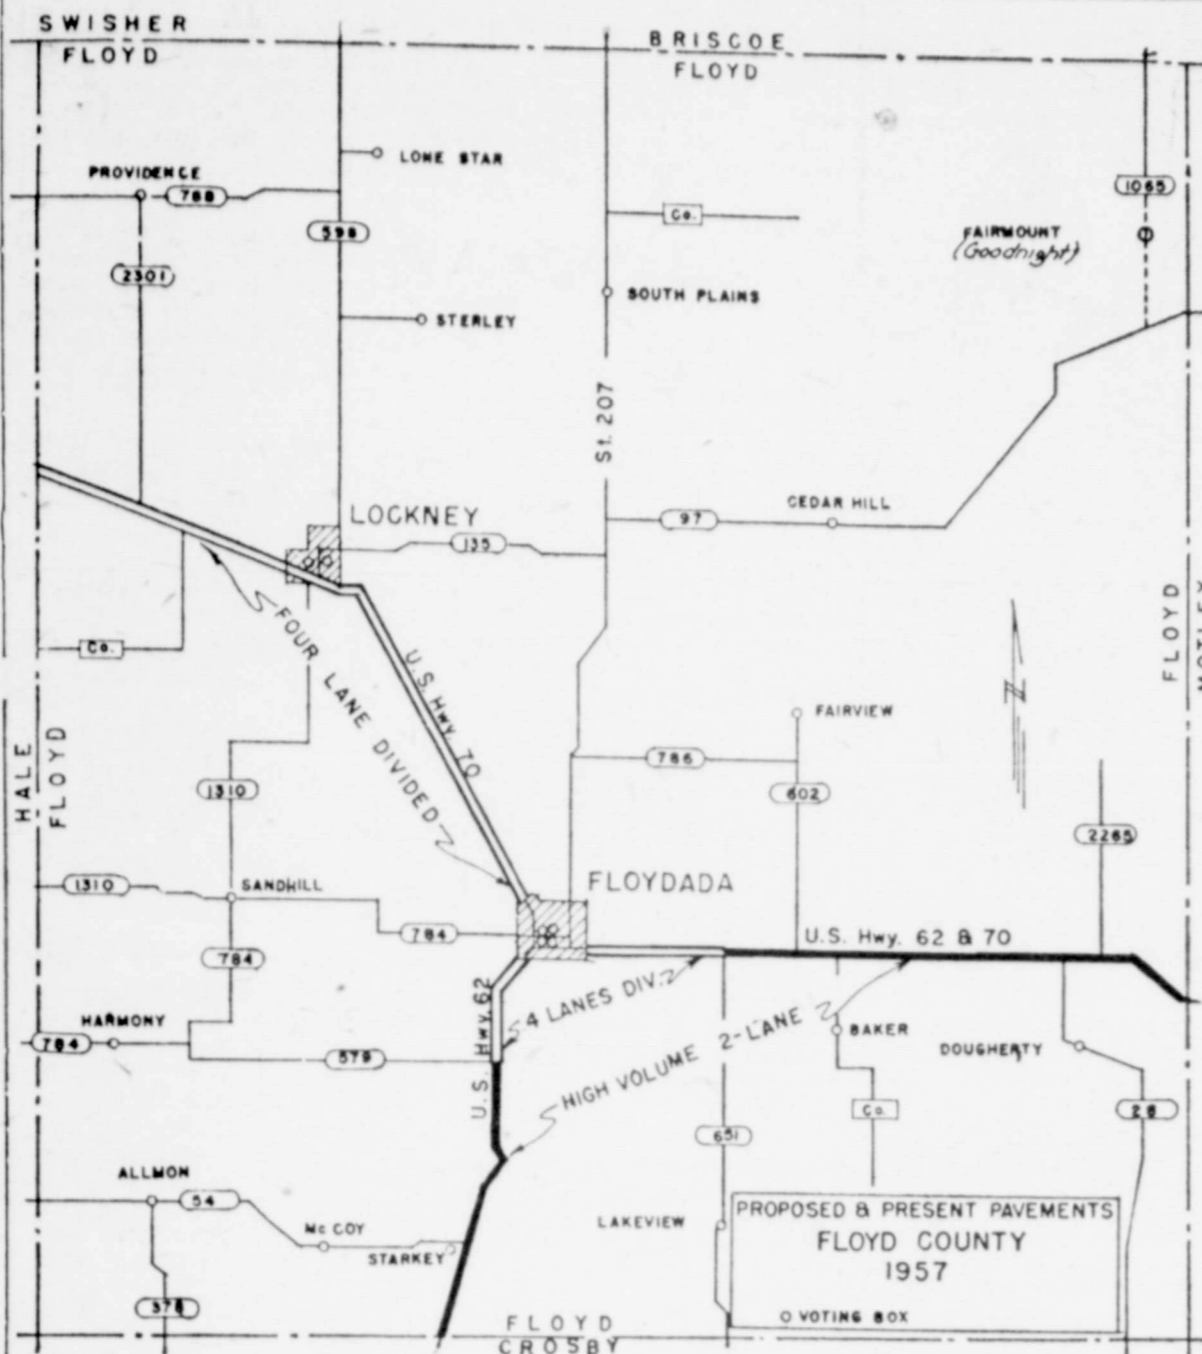 SWISHER
FLOYD
BRISCOE
FLOYD
LONE STAR
PROVIDENCE
788
1065
598
Co.
FAIRMOUNT
(Goodnight)
2301
SOUTH PLAINS
STERLEY
St. 207
CEDAR HILL
LOCKNEY
97
135
FLOYD
Co.
FOUR LANE DIVIDED
U.S. Hwy. 70
FAIRVIEW
HALE
FLOYD
786
1310
602
2265
1310
SANDHILL
FLOYDADA
784
U.S. Hwy. 62 & 70
784
U.S. Hwy. 62
4 LANES DIV.
HARMONY
784
BAKER
DOUGHERTY
579
HIGH VOLUME 2-LANE
Co.
28
651
ALLMON
54
PROPOSED & PRESENT PAVEMENTS
Mc COY
LAKEVIEW
FLOYD COUNTY
STARKEY
1957
378
VOTING BOX
FLOYD
CROSBY